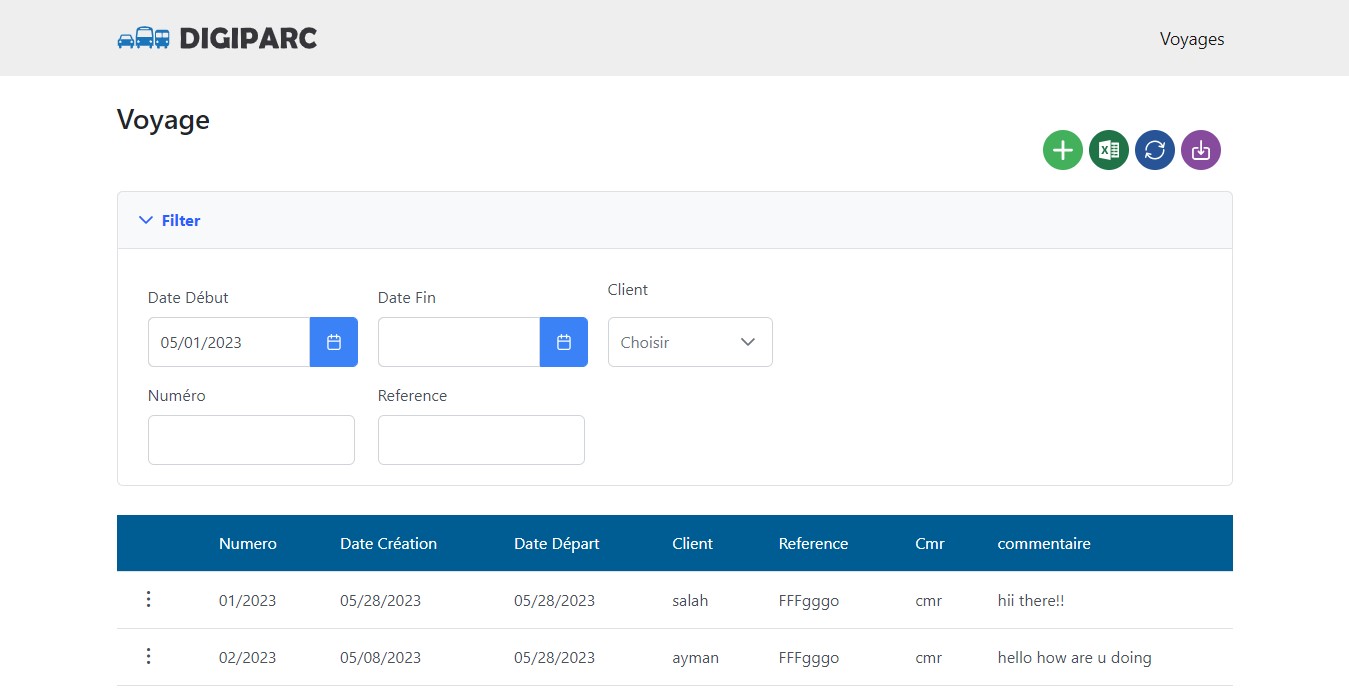 DIGIPARC
Voyages
Voyage
Filter
Date Début Date Fin Client
05/01/2023 Choisir
Numéro Reference
Numero Date Création Date Départ Client Reference Cmr commentaire
01/2023 05/28/2023 05/28/2023 salah FFFgggo cmr hii there!!
02/2023 05/08/2023 05/28/2023 ayman FFFgggo cmr hello how are u doing